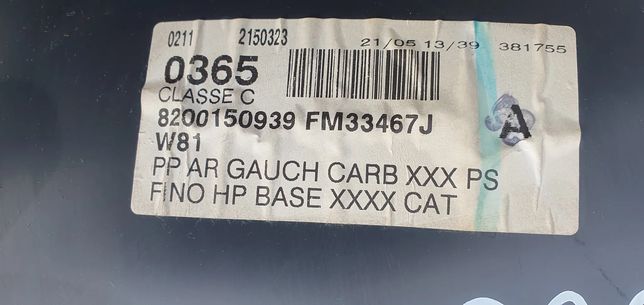 0211 2150323 21/05 13/39 381755
0365
CLASSE C
8200150939 FM33467J
W81
A
PP AR GAUCH CARB XXX PS
FINO HP BASE XXXX CAT